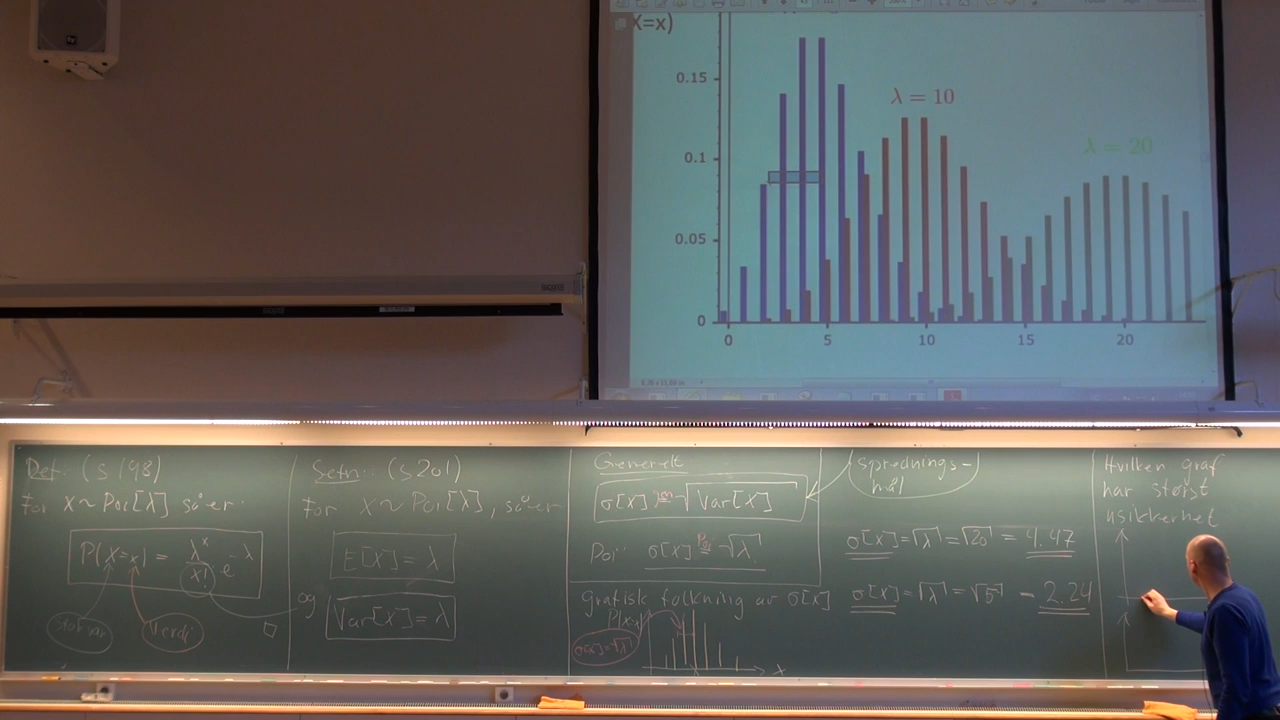 X=x)
0.15
0.1
0.05
0
0 5 10 15 20
λ = 10
λ = 20
Def: (s 198)
For X~Poi[λ] så er
P(X=x) = λ^x / x! e^-λ
Verdi
Setn: (s 201)
For X~Poi[λ], så er
E[X] = λ
og
Var[X] = λ
Generelt
σ[X] = √Var[X]
Poi: σ[X] Poi = √λ
Grafisk tolkning av σ[X]
P(X=x)
σ[X]=√λ
x
Sprednings-
mål
σ[X] = √λ = √20 = 4.47
σ[X] = √λ = √5 = 2.24
Hvilken graf
har størst
usikkerhet